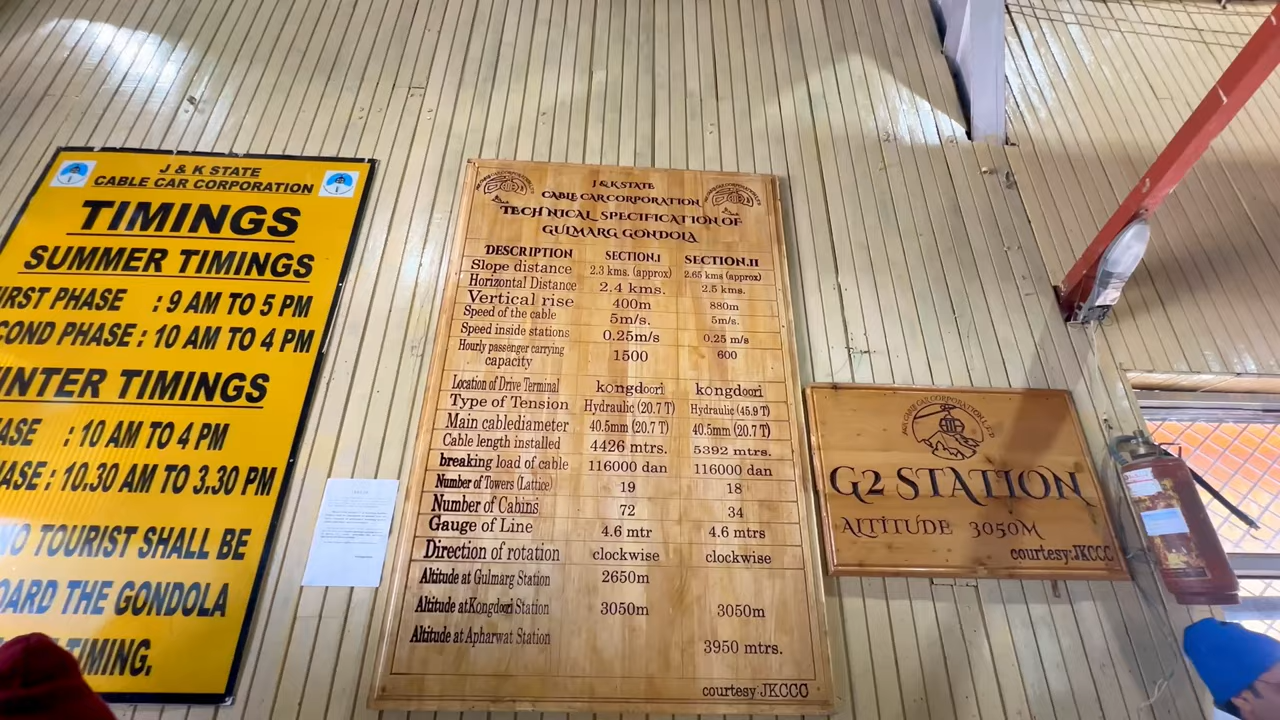 J & K STATE
CABLE CAR CORPORATION
TIMINGS
SUMMER TIMINGS
IRST PHASE : 9 AM TO 5 PM
COND PHASE : 10 AM TO 4 PM
INTER TIMINGS
ASE : 10 AM TO 4 PM
HASE : 10.30 AM TO 3.30 PM
O TOURIST SHALL BE
OARD THE GONDOLA
TIMING.
J & K STATE
CABLE CAR CORPORATION
TECHNICAL SPECIFICATION OF
GULMARG GONDOLA
DESCRIPTION SECTION.I SECTION.II
Slope distance 2.3 kms. (approx) 2.65 kms (approx)
Horizontal Distance 2.4 kms. 2.5 kms.
Vertical rise 400m 880m
Speed of the cable 5m/s. 5m/s.
Speed inside stations 0.25m/s 0.25 m/s
Hourly passenger carrying capacity 1500 600
Location of Drive Terminal kongdoori kongdoori
Type of Tension Hydraulic (20.7 T) Hydraulic (45.9 T)
Main cablediameter 40.5mm (20.7 T) 40.5mm (20.7 T)
Cable length installed 4426 mtrs. 5392 mtrs.
breaking load of cable 116000 dan 116000 dan
Number of Towers (Lattice) 19 18
Number of Cabins 72 34
Gauge of Line 4.6 mtr 4.6 mtrs
Direction of rotation clockwise clockwise
Altitude at Gulmarg Station 2650m
Altitude at Kongdoori Station 3050m 3050m
Altitude at Apharwat Station 3950 mtrs.
courtesy:JKCCC
G2 STATION
ALTITUDE 3050M
courtesy:JKCCC